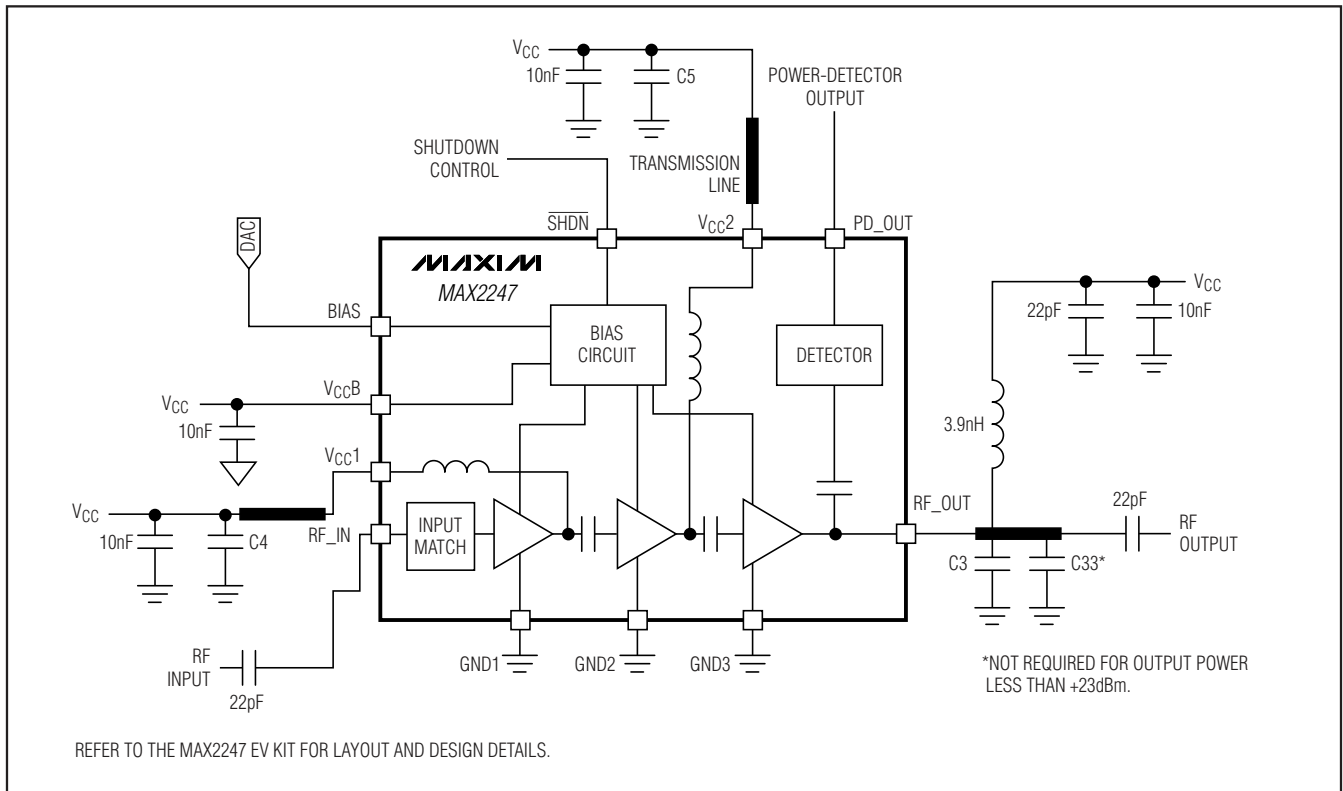 VCC
10nF
C5
POWER-DETECTOR
OUTPUT
SHUTDOWN
CONTROL
TRANSMISSION
LINE
DAC
SHDN
VCC2
PD_OUT
MAXIM
MAX2247
BIAS
BIAS
CIRCUIT
DETECTOR
VCC
22pF
10nF
VCCB
VCC
10nF
3.9nH
VCC1
VCC
10nF
C4
RF_IN
INPUT
MATCH
RF_OUT
22pF
RF
OUTPUT
C3
C33*
RF
INPUT
22pF
GND1
GND2
GND3
*NOT REQUIRED FOR OUTPUT POWER
LESS THAN +23dBm.
REFER TO THE MAX2247 EV KIT FOR LAYOUT AND DESIGN DETAILS.